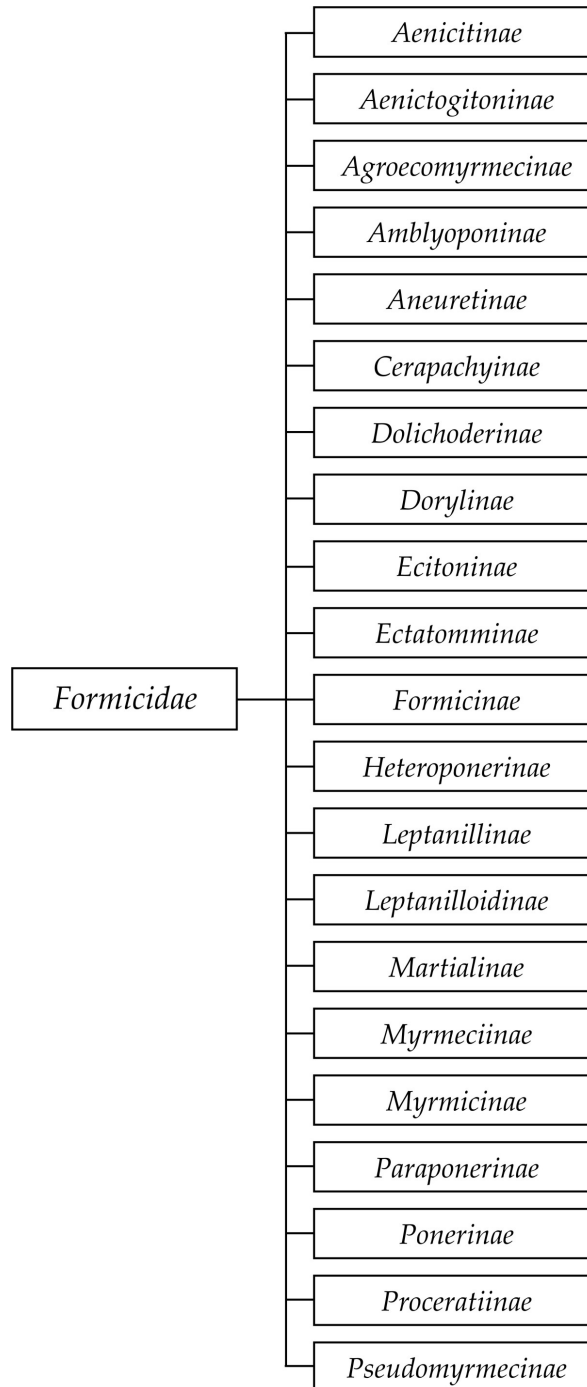 Aenicitinae
Aenictogitoninae
Agroecomyrmecinae
Amblyoponinae
Aneuretinae
Cerapachyinae
Dolichoderinae
Dorylinae
Ecitoninae
Ectatomminae
Formicidae
Formicinae
Heteroponerinae
Leptanillinae
Leptanilloidinae
Martialinae
Myrmeciinae
Myrmicinae
Paraponerinae
Ponerinae
Proceratiinae
Pseudomyrmecinae